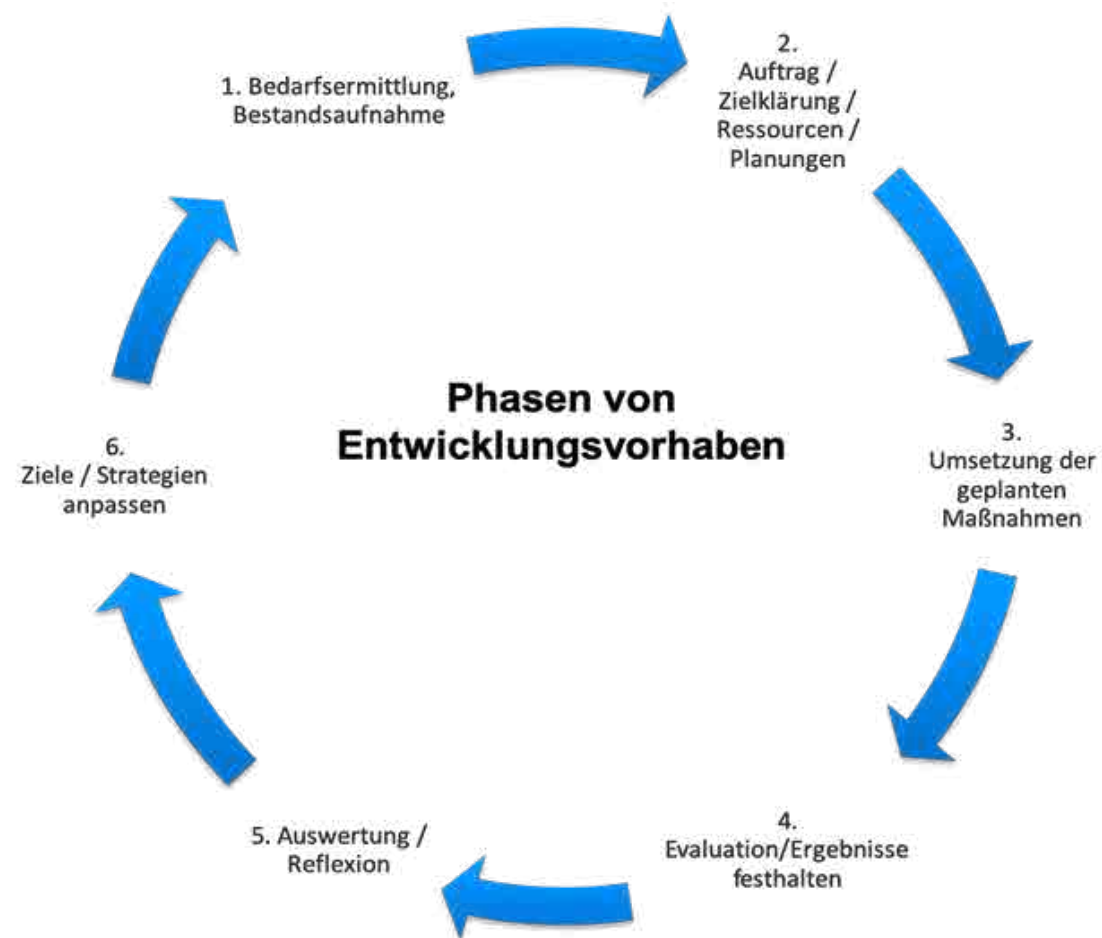 1. Bedarfsermittlung,
Bestandsaufnahme
2.
Auftrag /
Zielklärung /
Ressourcen /
Planungen
Phasen von
Entwicklungsvorhaben
3.
Umsetzung der
geplanten
Maßnahmen
4.
Evaluation/Ergebnisse
festhalten
5. Auswertung /
Reflexion
6.
Ziele / Strategien
anpassen